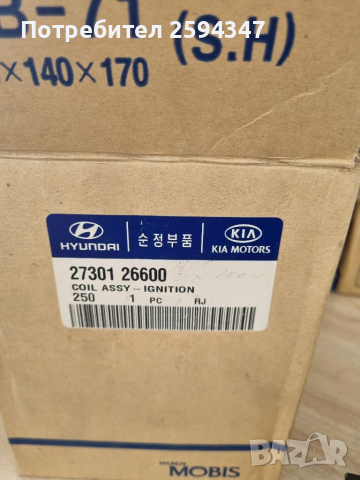 Потребител 2594347
B-71 (S.H)
×140×170
HYUNDAI 순정부품 KIA KIA MOTORS
27301 26600
COIL ASSY-IGNITION
250 1 PC RJ
MOBIS
BAZAR